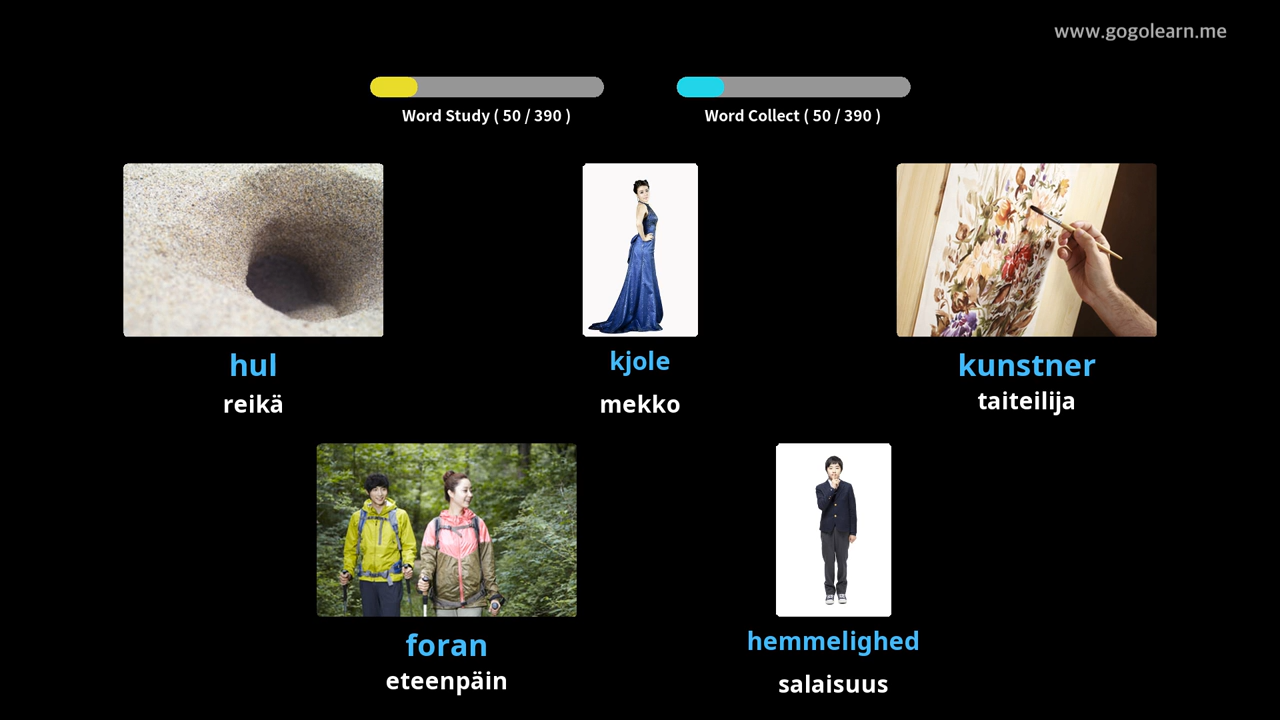 www.gogolearn.me
Word Study ( 50 / 390 )
Word Collect ( 50 / 390 )
hul
reikä
kjole
mekko
kunstner
taiteilija
foran
eteenpäin
hemmelighed
salaisuus